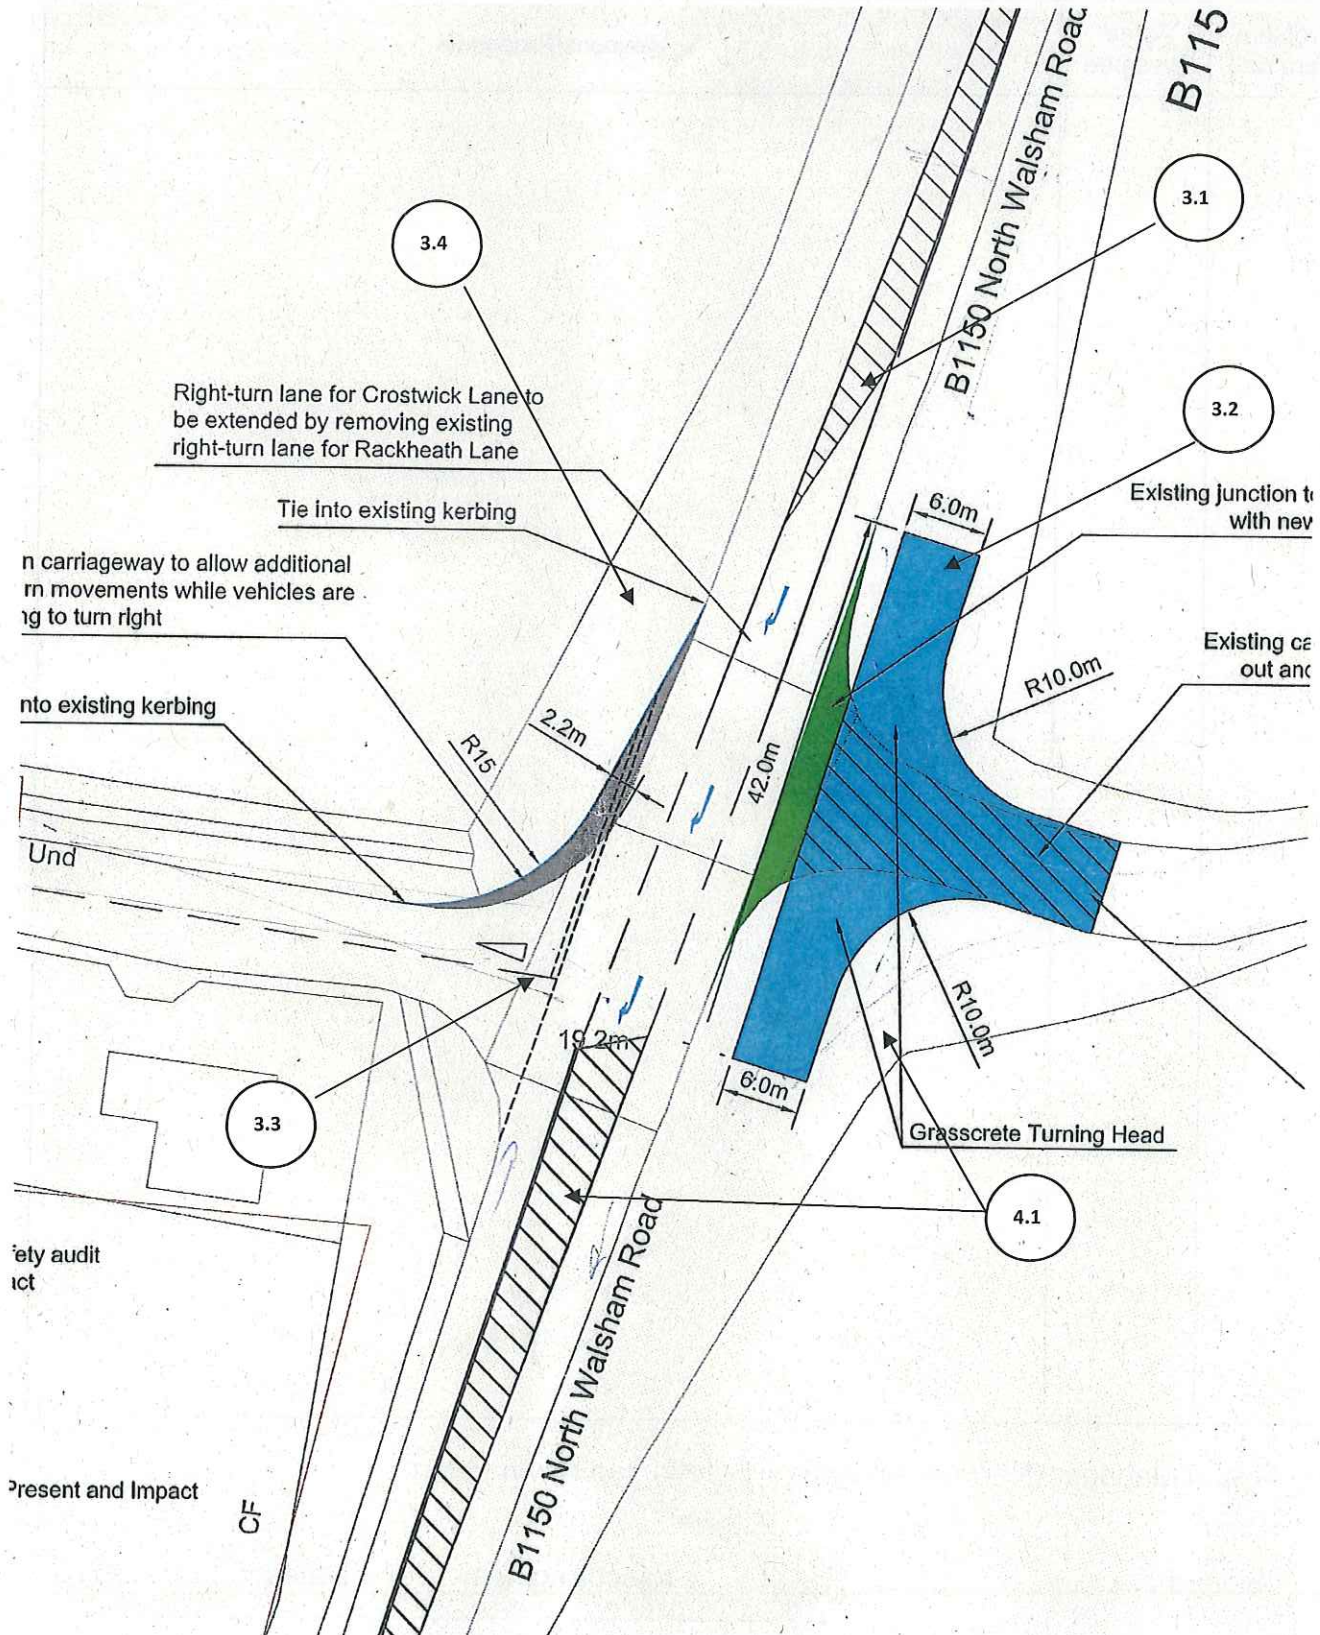 B115
B1150 North Walsham Road
3.1
3.4
Right-turn lane for Crostwick Lane to
be extended by removing existing
right-turn lane for Rackheath Lane
3.2
Tie into existing kerbing
6.0m
Existing junction t
with new
n carriageway to allow additional
rn movements while vehicles are
ng to turn right
Existing ca
out and
R10.0m
nto existing kerbing
2.2m
R15
42.0m
Und
19.2m
R10.0m
6.0m
3.3
Grasscrete Turning Head
4.1
B1150 North Walsham Road
fety audit
act
Present and Impact
CF